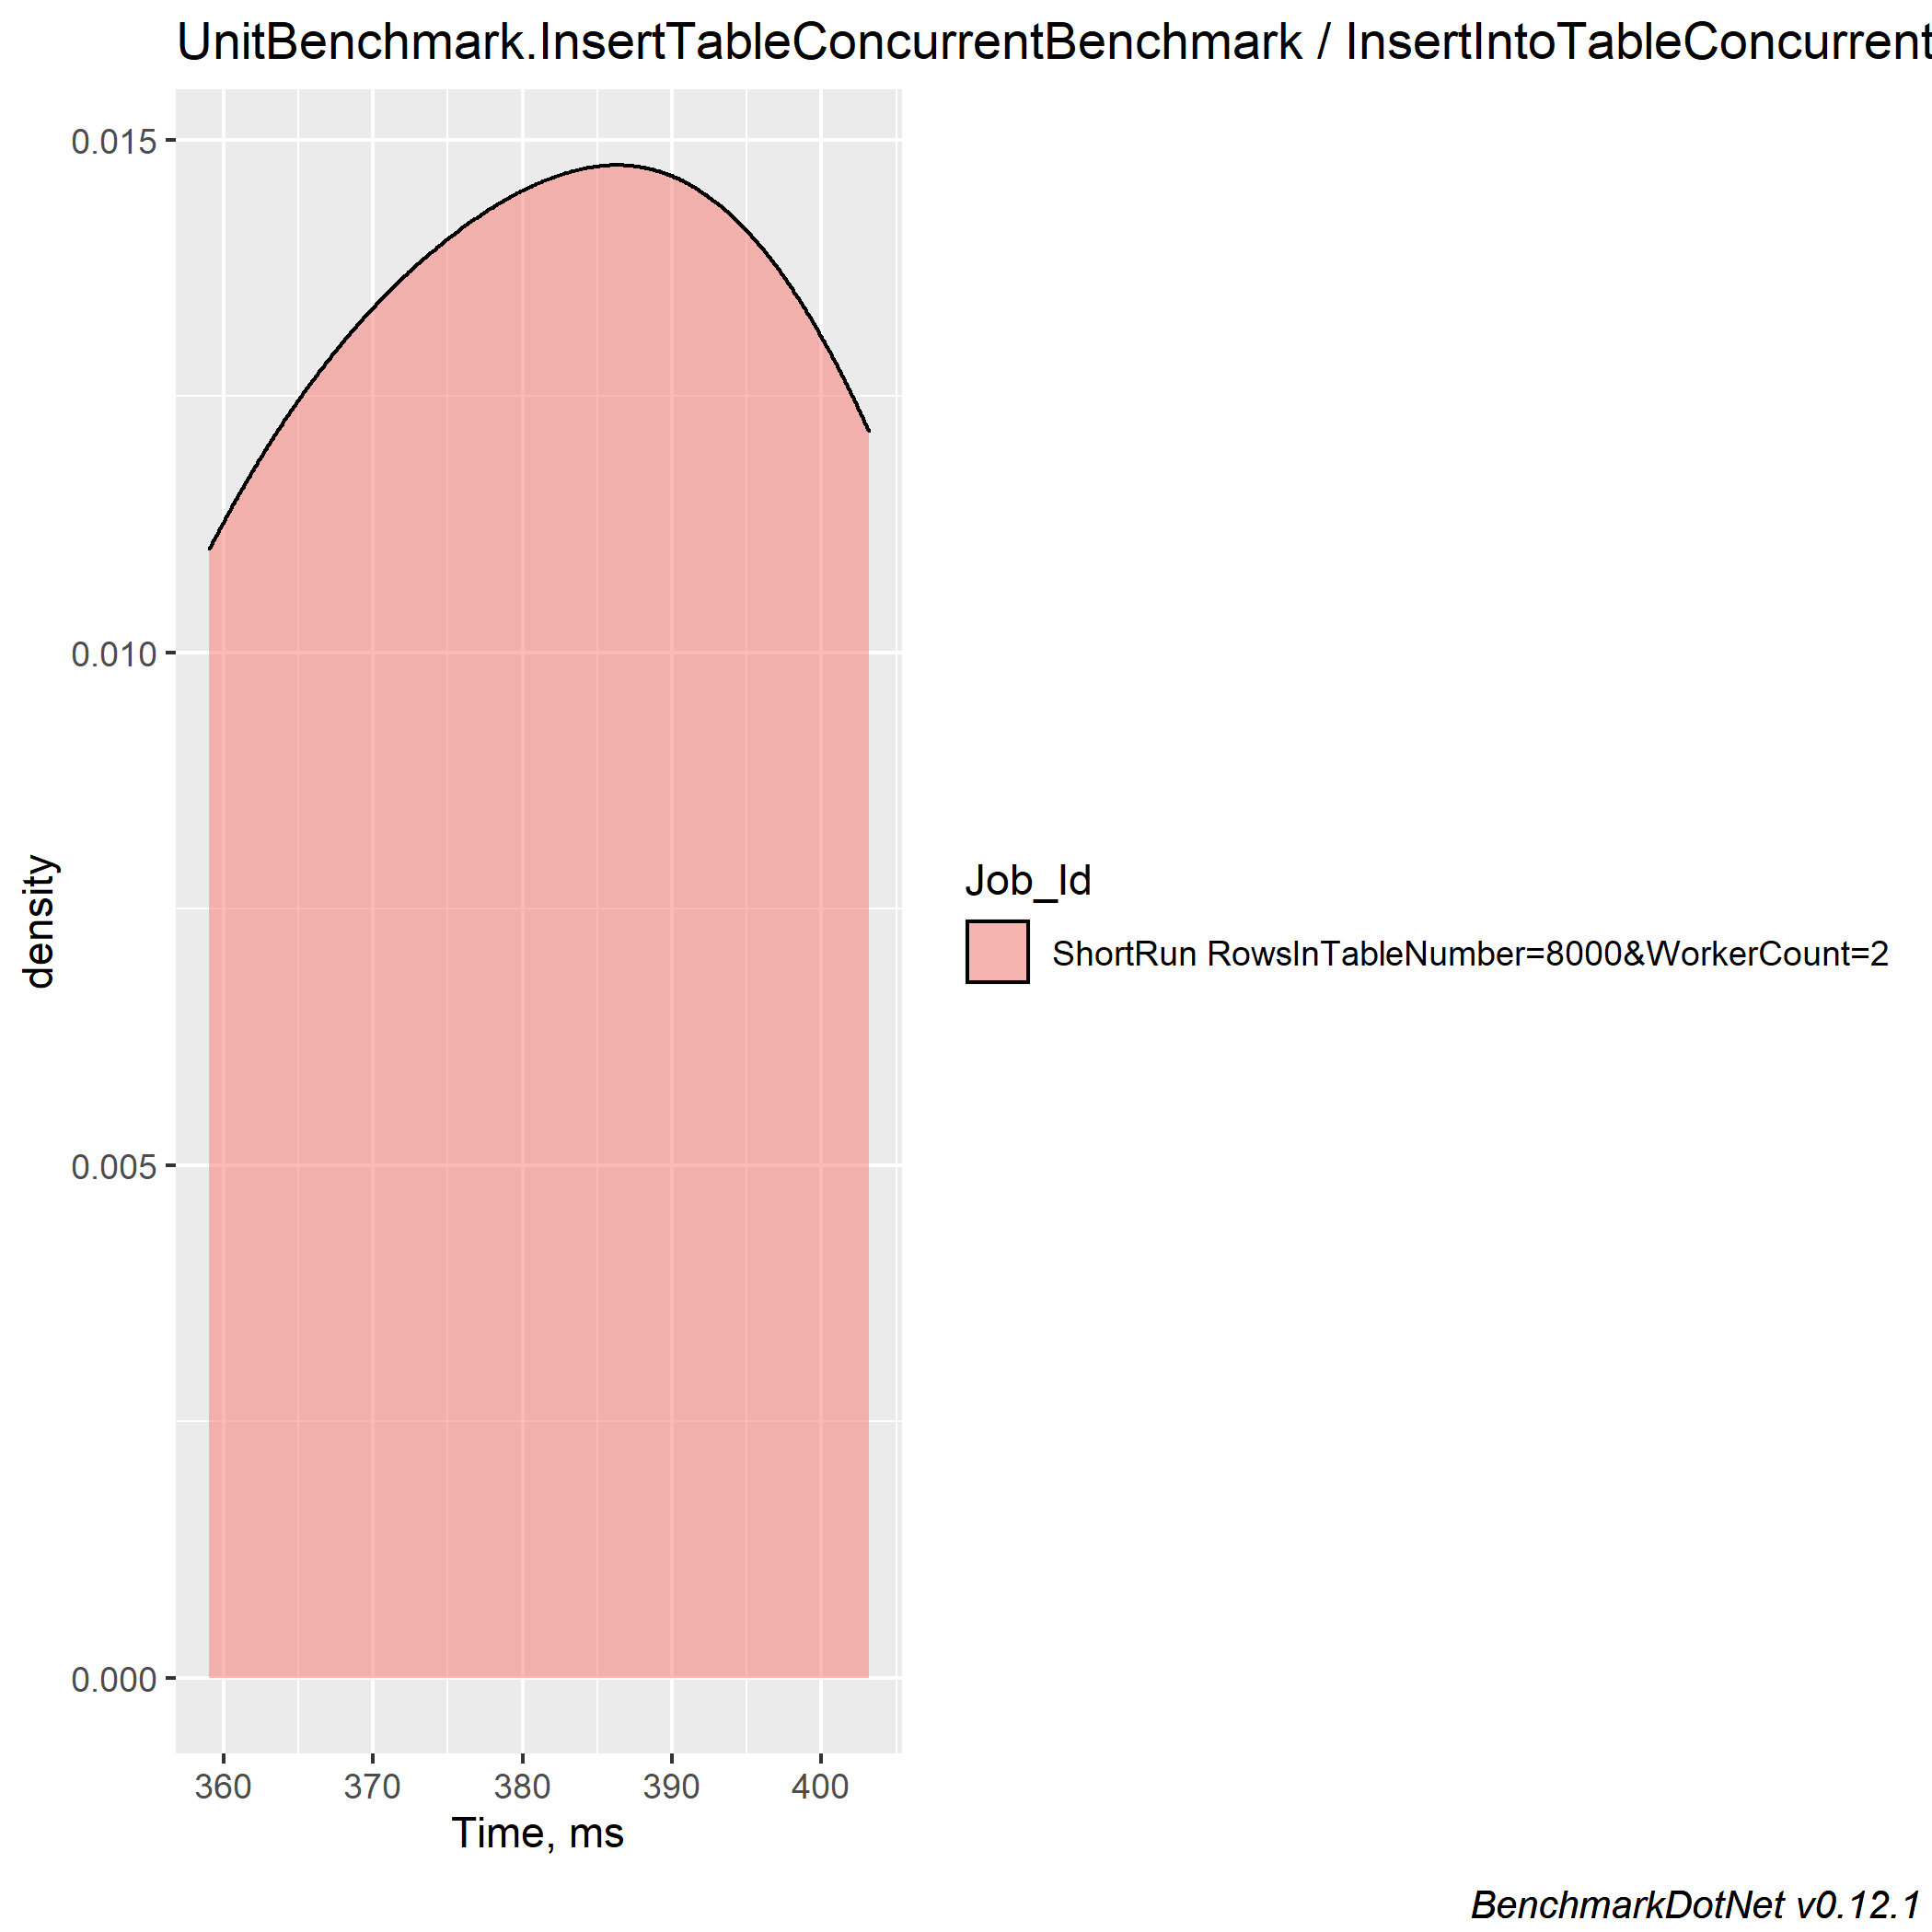 UnitBenchmark.InsertTableConcurrentBenchmark / InsertIntoTableConcurrent
0.015
0.010
0.005
0.000
density
360 370 380 390 400
Time, ms
Job_Id
ShortRun RowsInTableNumber=8000&WorkerCount=2
BenchmarkDotNet v0.12.1